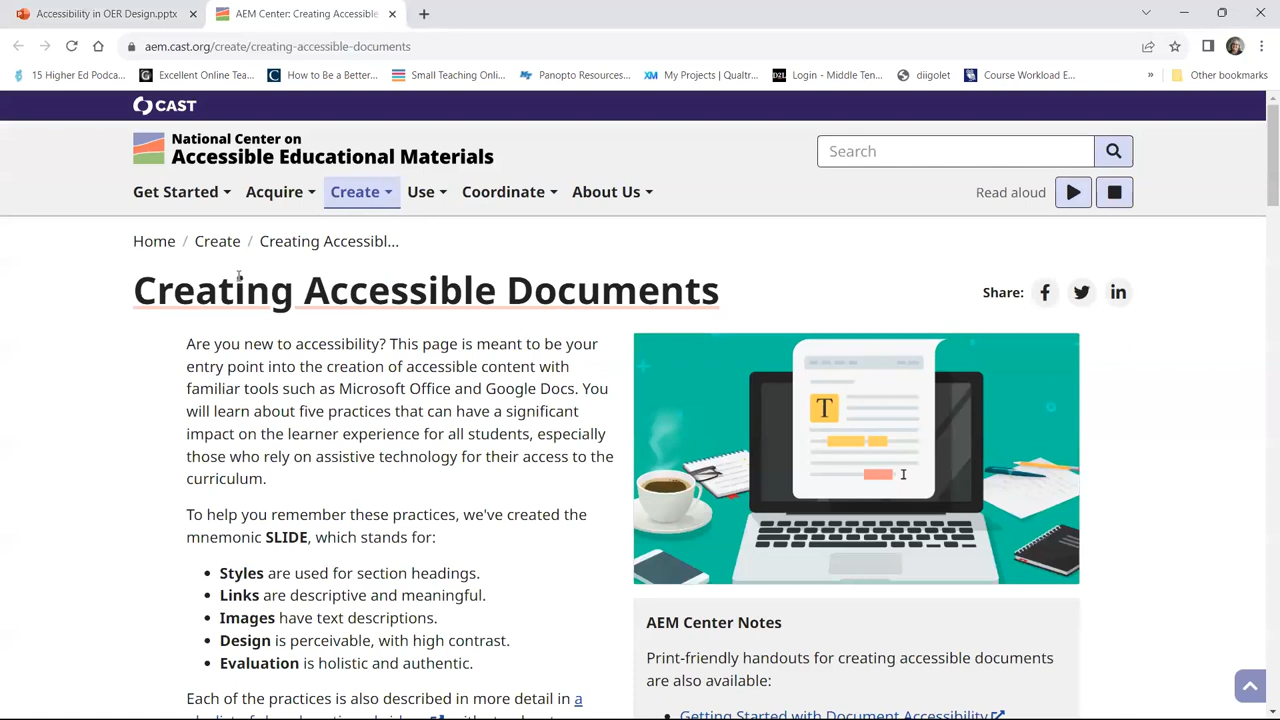 Accessibility in OER Design.pptx
AEM Center: Creating Accessible
aem.cast.org/create/creating-accessible-documents
15 Higher Ed Podca...
Excellent Online Tea...
How to Be a Better...
Small Teaching Onli...
Panopto Resources...
My Projects | Qualtr...
Login - Middle Ten...
diigolet
Course Workload E...
»
Other bookmarks
CAST
National Center on
Accessible Educational Materials
Search
Get Started Acquire Create Use Coordinate About Us
Read aloud
Home / Create / Creating Accessibl...
Creating Accessible Documents
Share:
Are you new to accessibility? This page is meant to be your
entry point into the creation of accessible content with
familiar tools such as Microsoft Office and Google Docs. You
will learn about five practices that can have a significant
impact on the learner experience for all students, especially
those who rely on assistive technology for their access to the
curriculum.
To help you remember these practices, we've created the
mnemonic SLIDE, which stands for:
• Styles are used for section headings.
• Links are descriptive and meaningful.
• Images have text descriptions.
• Design is perceivable, with high contrast.
• Evaluation is holistic and authentic.
Each of the practices is also described in more detail in a
T
AEM Center Notes
Print-friendly handouts for creating accessible documents
are also available:
• Getting Started with Document Accessibility